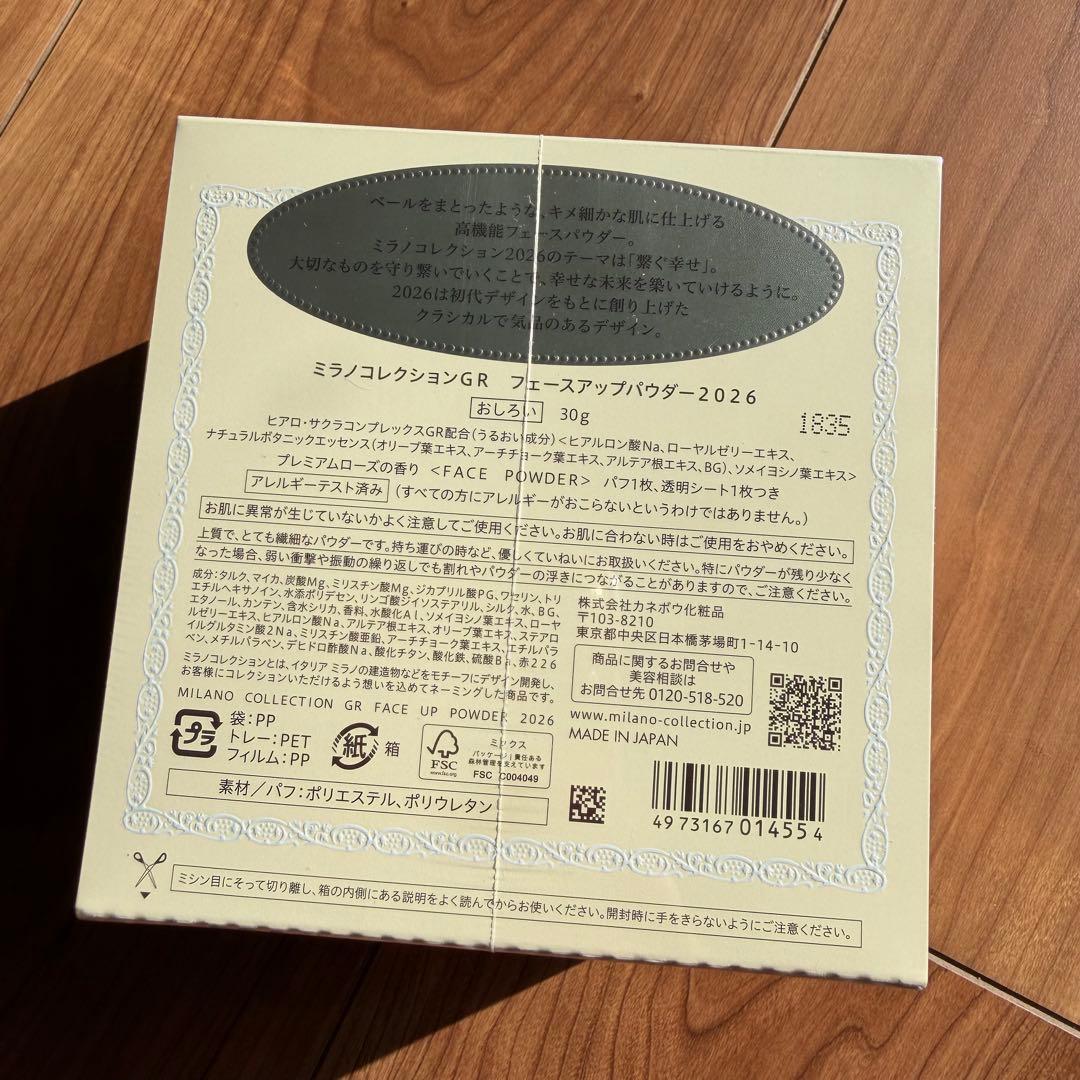 ベールをまとったような、キメ細かな肌に仕上げる
高機能フェースパウダー。
ミラノコレクション2026のテーマは「繋ぐ幸せ」。
大切なものを守り繋いでいくことで、幸せな未来を築いていけるように。
2026は初代デザインをもとに創り上げた
クラシカルで気品のあるデザイン。
ミラノコレクションGR フェースアップパウダー2026
おしろい 30g
1835
ヒアロ・サクラコンプレックスGR配合(うるおい成分)<ヒアルロン酸Na、ローヤルゼリーエキス、
ナチュラルボタニックエッセンス(オリーブ葉エキス、アーチチョーク葉エキス、アルテア根エキス、BG)、ソメイヨシノ葉エキス>
プレミアムローズの香り <FACE POWDER> パフ1枚、透明シート1枚つき
アレルギーテスト済み (すべての方にアレルギーがおこらないというわけではありません。)
お肌に異常が生じていないかよく注意してご使用ください。お肌に合わない時はご使用をおやめください。
上質で、とても繊細なパウダーです。持ち運びの時など、優しくていねいにお取扱いください。特にパウダーが残り少なく
なった場合、弱い衝撃や振動の繰り返しでも割れやパウダーの浮きにつながることがありますので、ご注意ください。
成分:タルク、マイカ、炭酸Mg、ミリスチン酸Mg、ジカプリル酸PG、ワセリン、トリ
エチルヘキサノイン、水添ポリデセン、リンゴ酸ジイソステアリル、シルク、水、BG、
エタノール、カンテン、含水シリカ、香料、水酸化Al、ソメイヨシノ葉エキス、ローヤ
ルゼリーエキス、ヒアルロン酸Na、アルテア根エキス、オリーブ葉エキス、ステアロ
イルグルタミン酸2Na、ミリスチン酸亜鉛、アーチチョーク葉エキス、エチルパラ
ベン、メチルパラベン、デヒドロ酢酸Na、酸化チタン、酸化鉄、硫酸Ba、赤226
ミラノコレクションとは、イタリア ミラノの建造物などをモチーフにデザイン開発し、
お客様にコレクションいただけるよう想いを込めてネーミングした商品です。
MILANO COLLECTION GR FACE UP POWDER 2026
株式会社カネボウ化粧品
〒103-8210
東京都中央区日本橋茅場町1-14-10
商品に関するお問合せや
美容相談は
お問合せ先 0120-518-520
www.milano-collection.jp
MADE IN JAPAN
プラ
袋:PP
トレー:PET
フィルム:PP
紙 箱
FSC
www.fsc.org
ミックス
パッケージ|責任ある
森林管理を支えています
FSC C004049
素材/パフ:ポリエステル、ポリウレタン
4973167014554
ミシン目にそって切り離し、箱の内側にある説明をよく読んでからお使いください。開封時に手をきらないようにご注意ください。